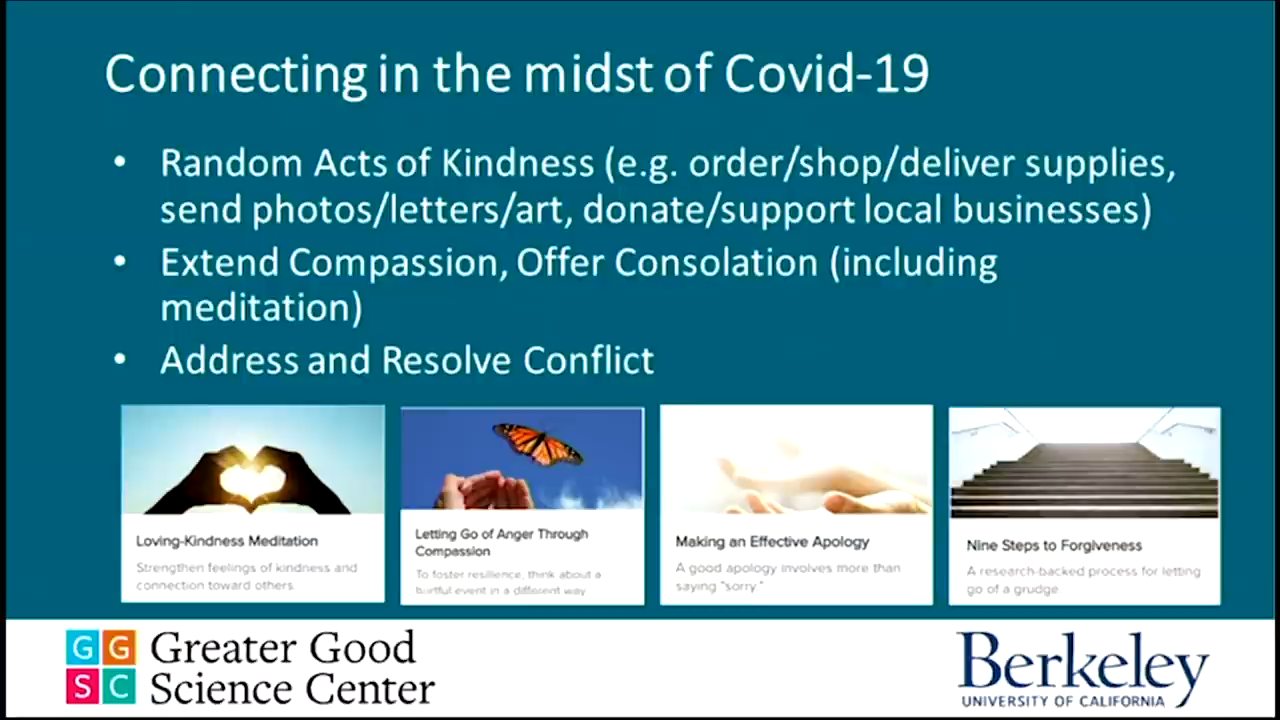 Connecting in the midst of Covid-19
• Random Acts of Kindness (e.g. order/shop/deliver supplies,
send photos/letters/art, donate/support local businesses)
• Extend Compassion, Offer Consolation (including
meditation)
• Address and Resolve Conflict
Loving-Kindness Meditation
Strengthen feelings of kindness and
connection toward others.
Letting Go of Anger Through
Compassion
To foster resilience, think about a
hurtful event in a different way
Making an Effective Apology
A good apology involves more than
saying "sorry."
Nine Steps to Forgiveness
A research-backed process for letting
go of a grudge.
G G
S C
Greater Good
Science Center
Berkeley
UNIVERSITY OF CALIFORNIA